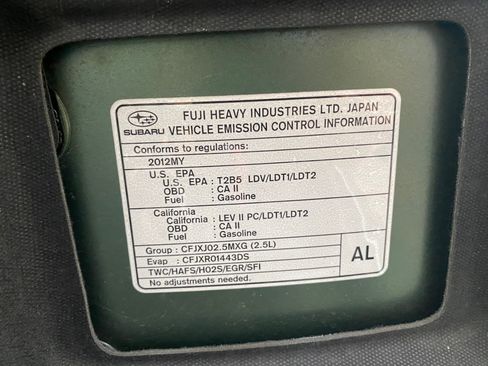 FUJI HEAVY INDUSTRIES LTD. JAPAN
SUBARU VEHICLE EMISSION CONTROL INFORMATION
Conforms to regulations:
2012MY
U.S. EPA
U.S. EPA : T2B5 LDV/LDT1/LDT2
OBD : CA II
Fuel : Gasoline
California
California : LEV II PC/LDT1/LDT2
OBD : CA II
Fuel : Gasoline
Group : CFJXJ02.5MXG (2.5L)
Evap : CFJXR01443DS
TWC/HAFS/HO2S/EGR/SFI
No adjustments needed.
AL